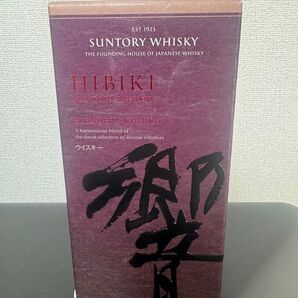 EST 1923
SUNTORY WHISKY
THE FOUNDING HOUSE OF JAPANESE WHISKY
HIBIKI
A harmonious blend of
the finest selection of diverse whiskies
ウイスキー
響